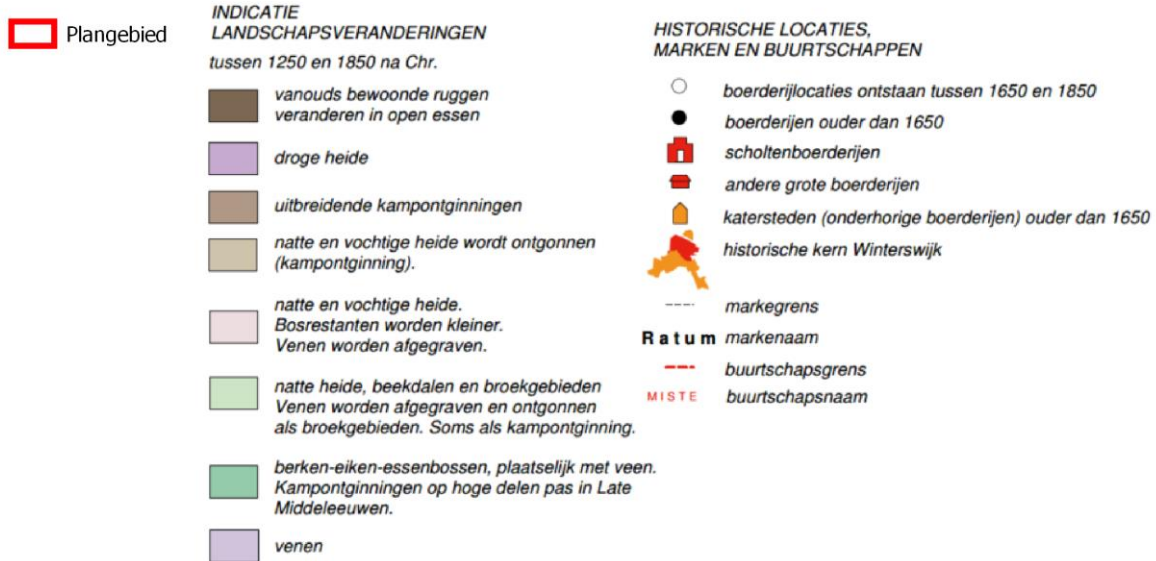 Plangebied
INDICATIE
LANDSCHAPSVERANDERINGEN
tussen 1250 en 1850 na Chr.
vanouds bewoonde ruggen
veranderen in open essen
droge heide
uitbreidende kampontginningen
natte en vochtige heide wordt ontgonnen
(kampontginning).
natte en vochtige heide.
Bosrestanten worden kleiner.
Venen worden afgegraven.
natte heide, beekdalen en broekgebieden
Venen worden afgegraven en ontgonnen
als broekgebieden. Soms als kampontginning.
berken-eiken-essenbossen, plaatselijk met veen.
Kampontginningen op hoge delen pas in Late
Middeleeuwen.
venen
HISTORISCHE LOCATIES,
MARKEN EN BUURTSCHAPPEN
boerderijlocaties ontstaan tussen 1650 en 1850
boerderijen ouder dan 1650
scholtenboerderijen
andere grote boerderijen
katersteden (onderhorige boerderijen) ouder dan 1650
historische kern Winterswijk
markegrens
Ratum markenaam
buurtschapsgrens
MISTE buurtschapsnaam